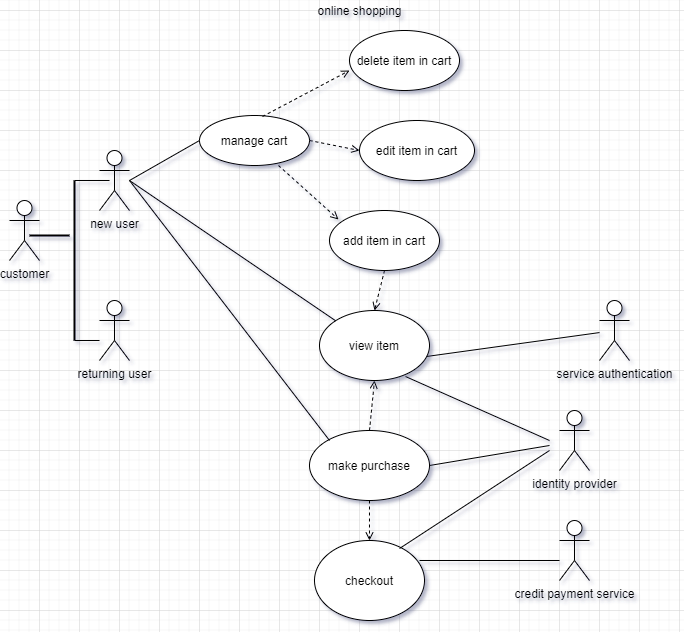 online shopping
delete item in cart
manage cart
edit item in cart
new user
add item in cart
customer
view item
returning user
service authentication
make purchase
identity provider
checkout
credit payment service